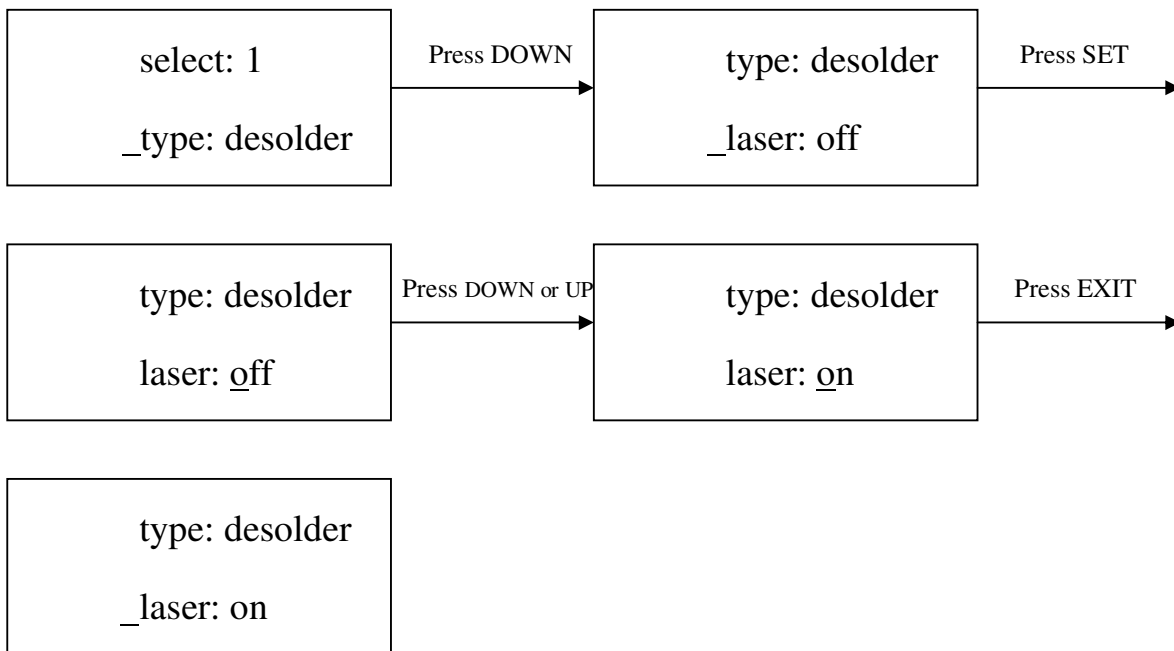 select: 1
_type: desolder
Press DOWN
type: desolder
_laser: off
Press SET
type: desolder
laser: off
Press DOWN or UP
type: desolder
laser: on
Press EXIT
type: desolder
_laser: on